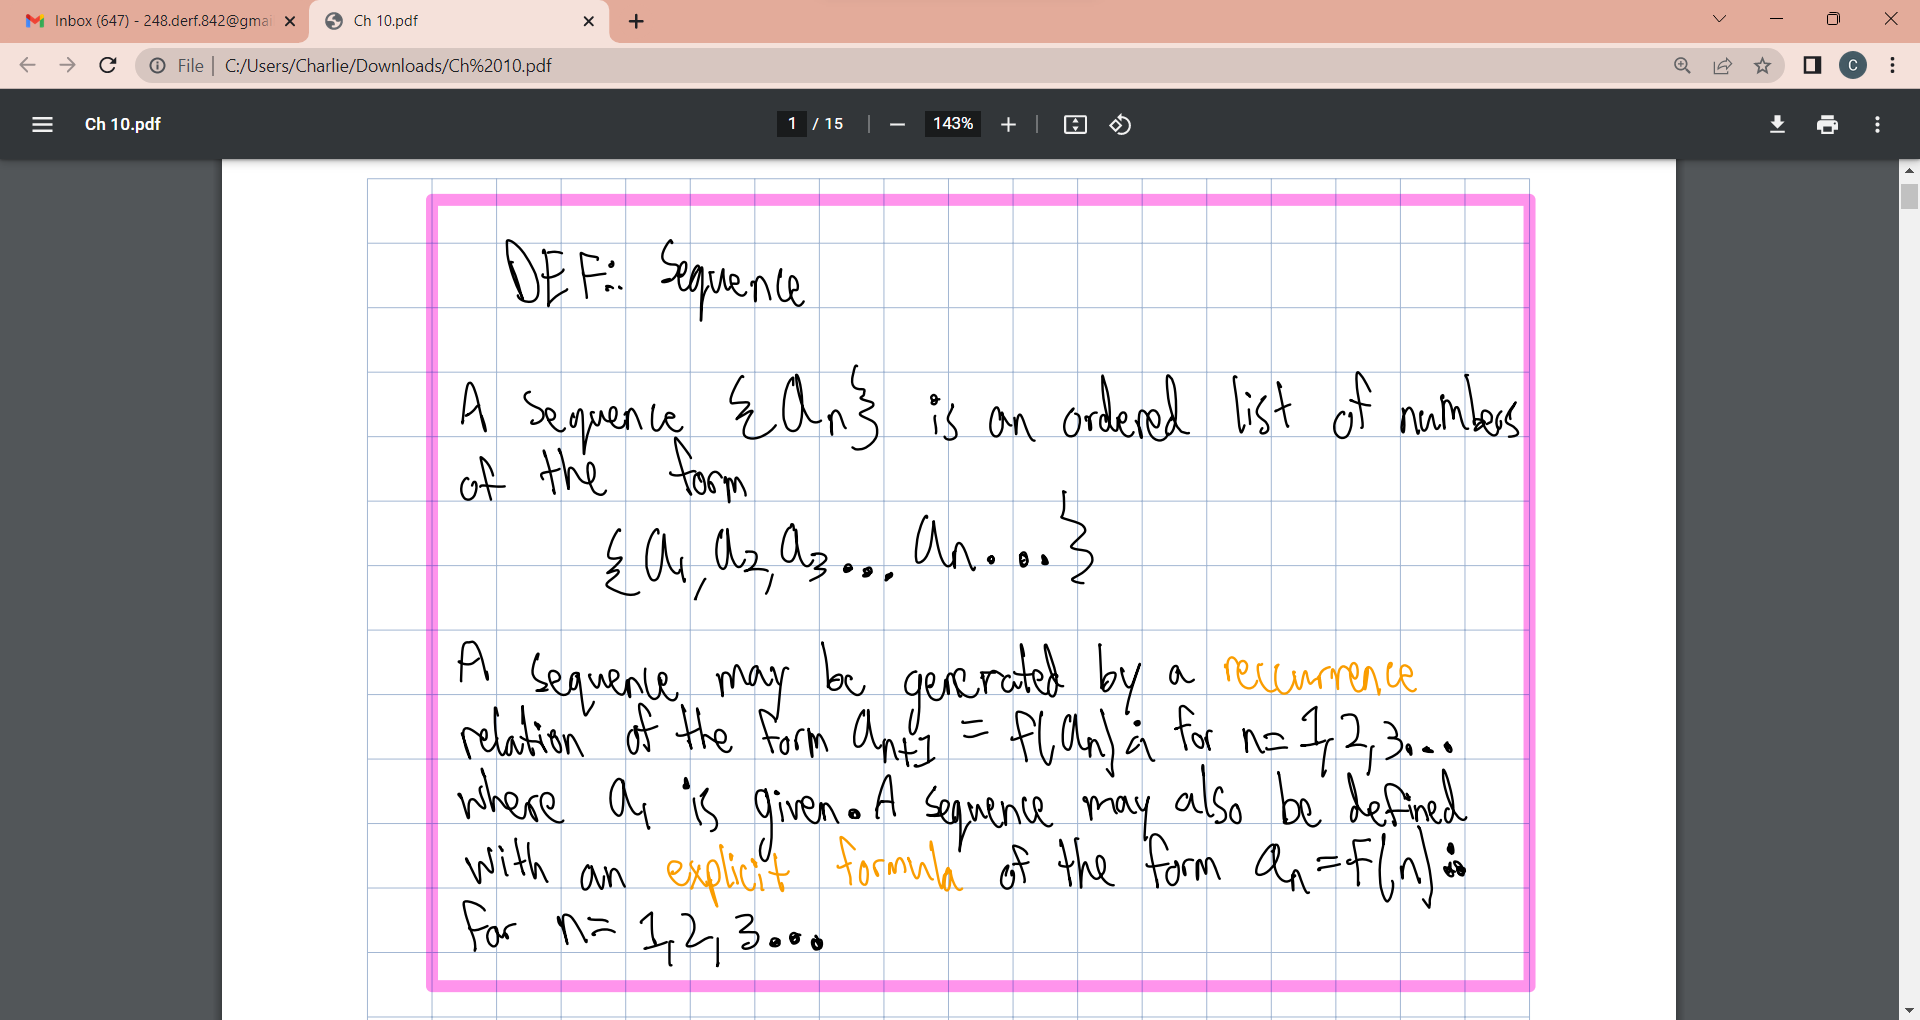 Inbox (647) - 248.derf.842@gmai
Ch 10.pdf
File | C:/Users/Charlie/Downloads/Ch%2010.pdf
C
Ch 10.pdf
1 / 15
143%
DEF: Sequence
A sequence {an} is an ordered list of numbers
of the form
{a1, a2, a3... an...}
A sequence may be generated by a reccurrence
relation of the form an+1 = f(an); for n= 1, 2, 3...
where a1 is given. A sequence may also be defined
with an explicit formula of the form an = f(n);
for n= 1, 2, 3...